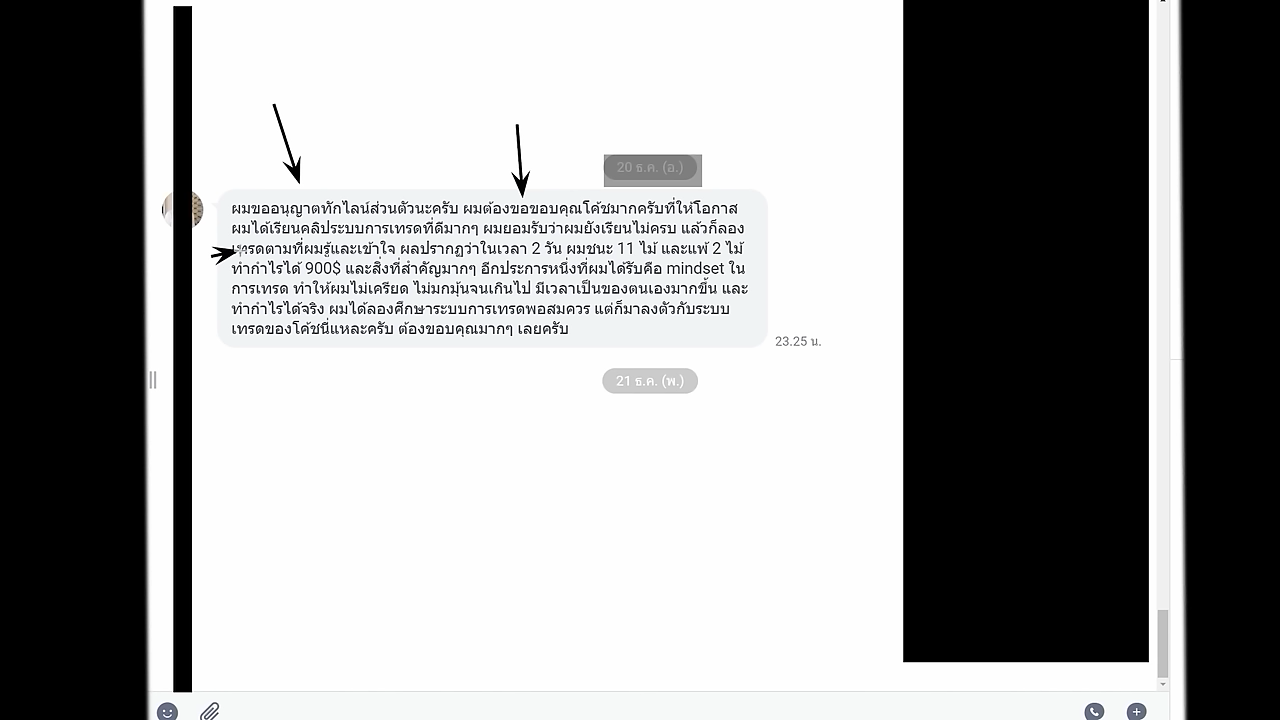 20 ธ.ค. (อ.)
ผมขออนุญาตทักไลน์ส่วนตัวนะครับ ผมต้องขอขอบคุณโค้ชมากครับที่ให้โอกาส
ผมได้เรียนคลิประบบการเทรดที่ดีมากๆ ผมยอมรับว่าผมยังเรียนไม่ครบ แล้วก็ลอง
เทรดตามที่ผมรู้และเข้าใจ ผลปรากฏว่าในเวลา 2 วัน ผมชนะ 11 ไม้ และแพ้ 2 ไม้
ทำกำไรได้ 900$ และสิ่งที่สำคัญมากๆ อีกประการหนึ่งที่ผมได้รับคือ mindset ใน
การเทรด ทำให้ผมไม่เครียด ไม่มกมุ้นจนเกินไป มีเวลาเป็นของตนเองมากขึ้น และ
ทำกำไรได้จริง ผมได้ลองศึกษาระบบการเทรดพอสมควร แต่ก็มาลงตัวกับระบบ
เทรดของโค้ชนี่แหละครับ ต้องขอบคุณมากๆ เลยครับ
23.25 น.
21 ธ.ค. (พ.)